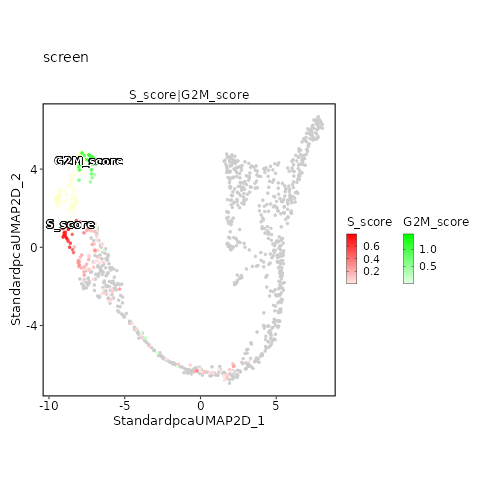 screen
S_score|G2M_score
G2M_score
S_score
4
0
-4
-10
-5
0
5
StandardpcaUMAP2D_1
StandardpcaUMAP2D_2
S_score
0.6
0.4
0.2
G2M_score
1.0
0.5